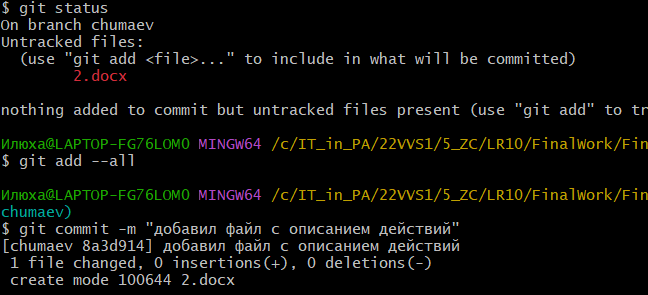 $ git status
On branch chumaev
Untracked files:
(use "git add <file>..." to include in what will be committed)
2.docx
nothing added to commit but untracked files present (use "git add" to tr
Илюха@LAPTOP-FG76LOM0 MINGW64 /c/IT_in_PA/22VVS1/5_ZC/LR10/FinalWork/Fin
$ git add --all
Илюха@LAPTOP-FG76LOM0 MINGW64 /c/IT_in_PA/22VVS1/5_ZC/LR10/FinalWork/Fin
chumaev)
$ git commit -m "добавил файл с описанием действий"
[chumaev 8a3d914] добавил файл с описанием действий
1 file changed, 0 insertions(+), 0 deletions(-)
create mode 100644 2.docx